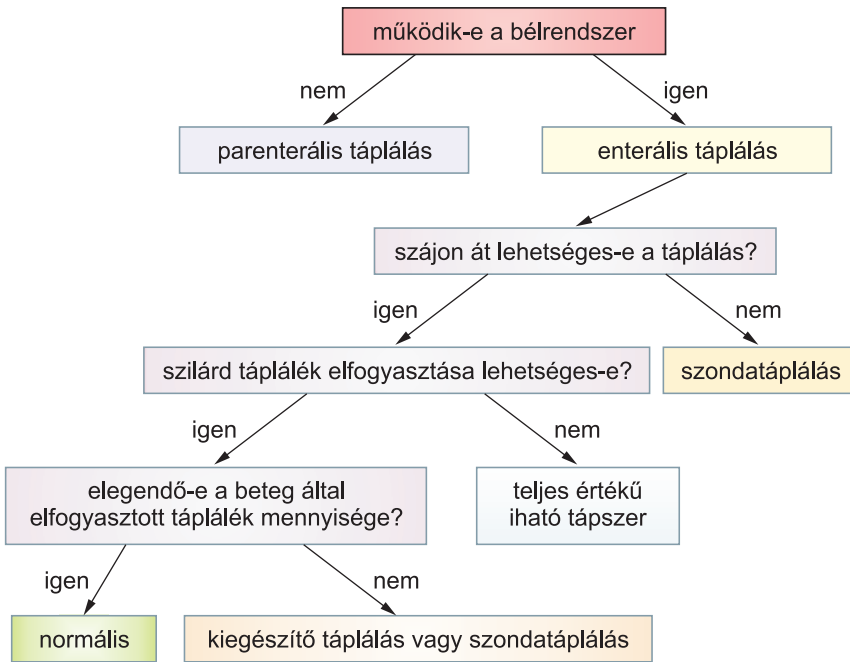 működik-e a bélrendszer
nem
igen
parenterális táplálás
enterális táplálás
szájon át lehetséges-e a táplálás?
igen
nem
szilárd táplálék elfogyasztása lehetséges-e?
szondatáplálás
igen
nem
elegendő-e a beteg által
elfogyasztott táplálék mennyisége?
teljes értékű
iható tápszer
igen
nem
normális
kiegészítő táplálás vagy szondatáplálás